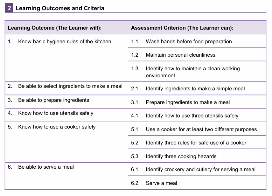 2 Learning Outcomes and Criteria
Learning Outcome (The Learner will): Assessment Criterion (The Learner can):
1. Know basic hygiene rules of the kitchen 1.1 Wash hands before food preparation
1.2 Maintain personal cleanliness
1.3 Identify how to maintain a clean working
environment
2. Be able to select ingredients to make a meal 2.1 Identify ingredients to make a simple meal
3. Be able to prepare ingredients 3.1 Prepare ingredients to make a meal
4. Know how to use utensils safely 4.1 Identify how to use three utensils safely
5. Know how to use a cooker safely 5.1 Use a cooker for at least two different purposes
5.2 Identify three rules for safe use of a cooker
5.3 Identify three cooking hazards
6. Be able to serve a meal 6.1 Identify crockery and cutlery for serving a meal
6.2 Serve a meal